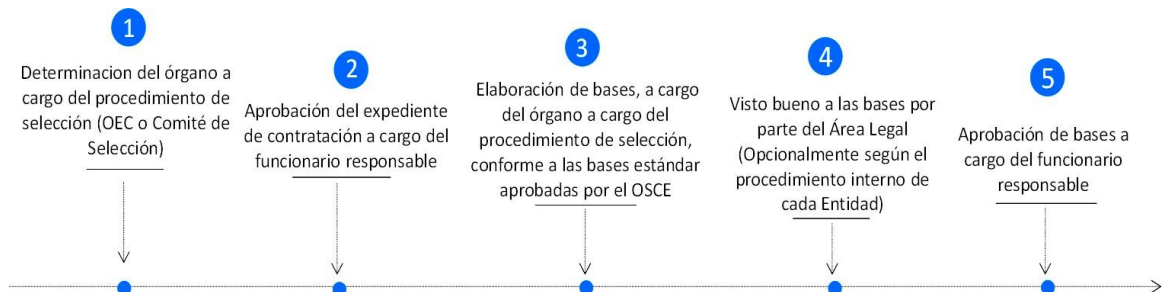 1
Determinacion del órgano a
cargo del procedimiento de
selección (OEC o Comité de
Selección)
2
Aprobación del expediente
de contratación a cargo del
funcionario responsable
3
Elaboración de bases, a cargo
del órgano a cargo del
procedimiento de selección,
conforme a las bases estándar
aprobadas por el OSCE
4
Visto bueno a las bases por
parte del Área Legal
(Opcionalmente según el
procedimiento interno de
cada Entidad)
5
Aprobación de bases a
cargo del funcionario
responsable